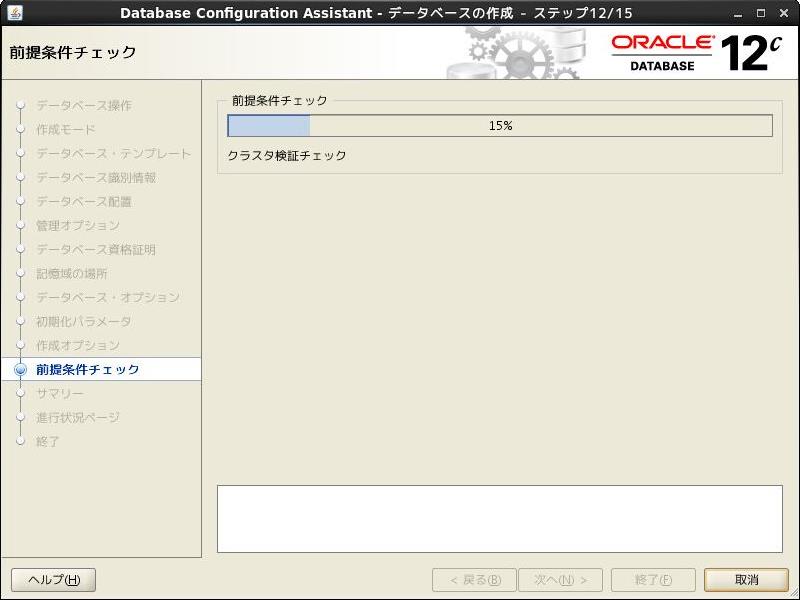 Database Configuration Assistant - データベースの作成 - ステップ12/15
前提条件チェック
ORACLE
DATABASE
12c
データベース操作
作成モード
データベース・テンプレート
データベース識別情報
データベース配置
管理オプション
データベース資格証明
記憶域の場所
データベース・オプション
初期化パラメータ
作成オプション
前提条件チェック
サマリー
進行状況ページ
終了
前提条件チェック
15%
クラスタ検証チェック
ヘルプ(H)
< 戻る(B)
次へ(N) >
終了(F)
取消